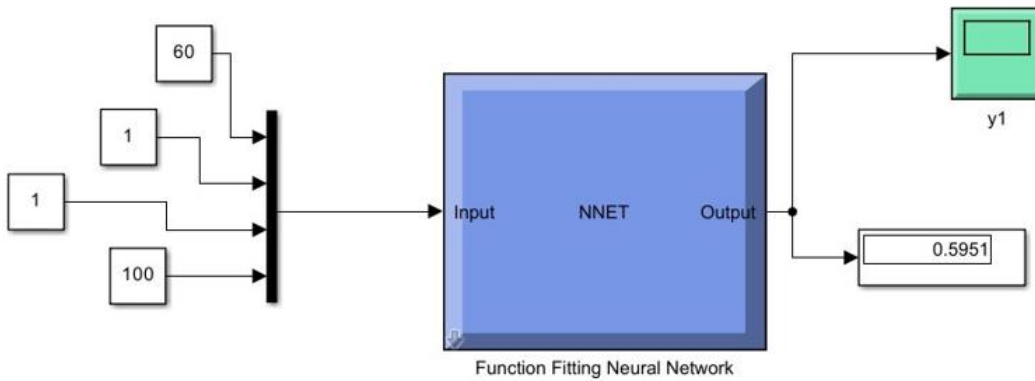 60
1
1
100
Input
NNET
Output
y1
0.5951
Function Fitting Neural Network